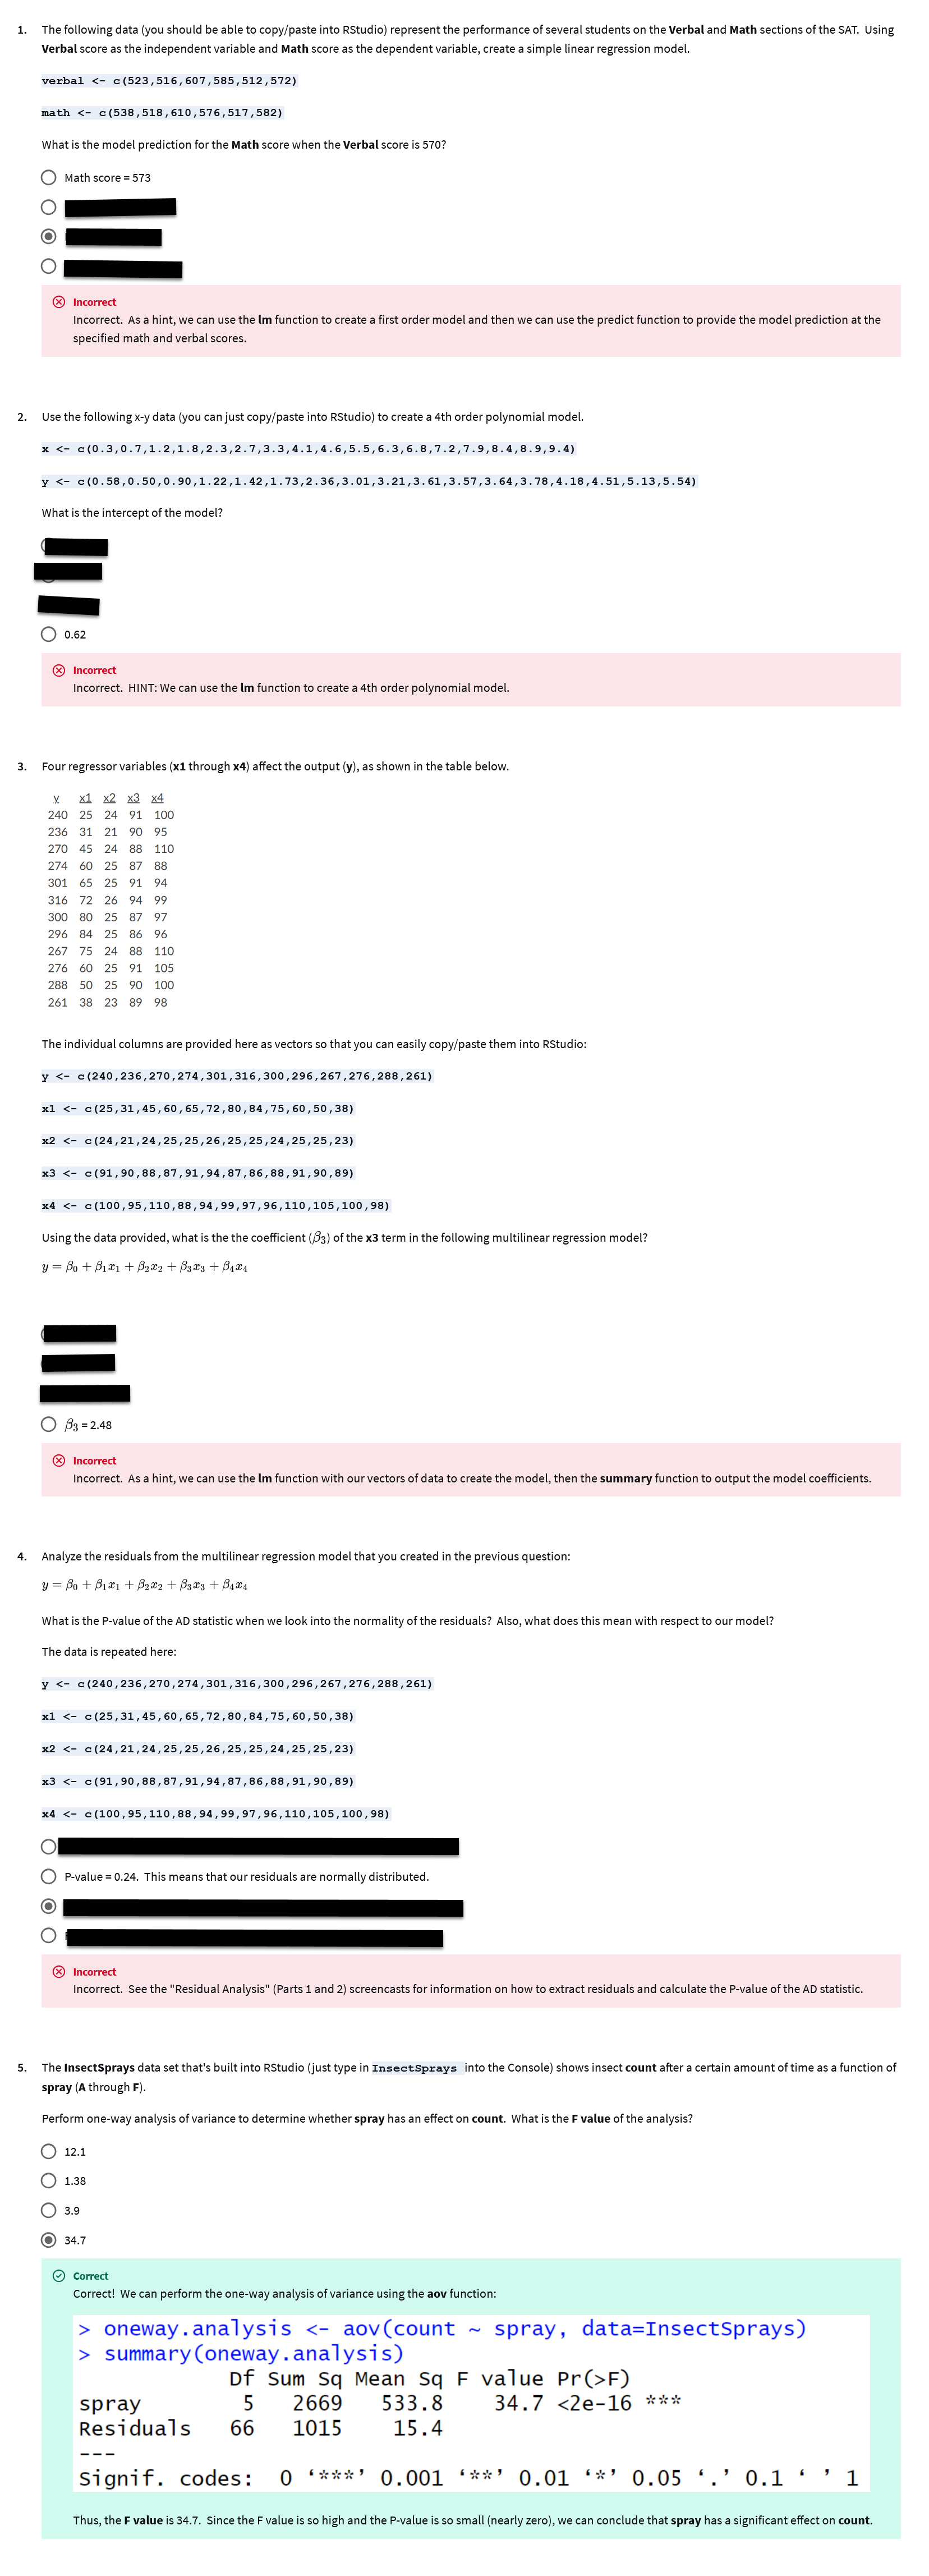 1. The following data (you should be able to copy/paste into RStudio) represent the performance of several students on the Verbal and Math sections of the SAT. Using
Verbal score as the independent variable and Math score as the dependent variable, create a simple linear regression model.
verbal <- c(523,516,607,585,512,572)
math <- c(538,518,610,576,517,582)
What is the model prediction for the Math score when the Verbal score is 570?
Math score = 573
Incorrect
Incorrect. As a hint, we can use the lm function to create a first order model and then we can use the predict function to provide the model prediction at the
specified math and verbal scores.
2. Use the following x-y data (you can just copy/paste into RStudio) to create a 4th order polynomial model.
x <- c(0.3,0.7,1.2,1.8,2.3,2.7,3.3,4.1,4.6,5.5,6.3,6.8,7.2,7.9,8.4,8.9,9.4)
y <- c(0.58,0.50,0.90,1.22,1.42,1.73,2.36,3.01,3.21,3.61,3.57,3.64,3.78,4.18,4.51,5.13,5.54)
What is the intercept of the model?
0.62
Incorrect
Incorrect. HINT: We can use the lm function to create a 4th order polynomial model.
3. Four regressor variables (x1 through x4) affect the output (y), as shown in the table below.
y x1 x2 x3 x4
240 25 24 91 100
236 31 21 90 95
270 45 24 88 110
274 60 25 87 88
301 65 25 91 94
316 72 26 94 99
300 80 25 87 97
296 84 25 86 96
267 75 24 88 110
276 60 25 91 105
288 50 25 90 100
261 38 23 89 98
The individual columns are provided here as vectors so that you can easily copy/paste them into RStudio:
y <- c(240,236,270,274,301,316,300,296,267,276,288,261)
x1 <- c(25,31,45,60,65,72,80,84,75,60,50,38)
x2 <- c(24,21,24,25,25,26,25,25,24,25,25,23)
x3 <- c(91,90,88,87,91,94,87,86,88,91,90,89)
x4 <- c(100,95,110,88,94,99,97,96,110,105,100,98)
Using the data provided, what is the the coefficient (β₃) of the x3 term in the following multilinear regression model?
y = β₀ + β₁x₁ + β₂x₂ + β₃x₃ + β₄x₄
β₃ = 2.48
Incorrect
Incorrect. As a hint, we can use the lm function with our vectors of data to create the model, then the summary function to output the model coefficients.
4. Analyze the residuals from the multilinear regression model that you created in the previous question:
y = β₀ + β₁x₁ + β₂x₂ + β₃x₃ + β₄x₄
What is the P-value of the AD statistic when we look into the normality of the residuals? Also, what does this mean with respect to our model?
The data is repeated here:
y <- c(240,236,270,274,301,316,300,296,267,276,288,261)
x1 <- c(25,31,45,60,65,72,80,84,75,60,50,38)
x2 <- c(24,21,24,25,25,26,25,25,24,25,25,23)
x3 <- c(91,90,88,87,91,94,87,86,88,91,90,89)
x4 <- c(100,95,110,88,94,99,97,96,110,105,100,98)
P-value = 0.24. This means that our residuals are normally distributed.
Incorrect
Incorrect. See the "Residual Analysis" (Parts 1 and 2) screencasts for information on how to extract residuals and calculate the P-value of the AD statistic.
5. The InsectSprays data set that's built into RStudio (just type in InsectSprays into the Console) shows insect count after a certain amount of time as a function of
spray (A through F).
Perform one-way analysis of variance to determine whether spray has an effect on count. What is the F value of the analysis?
12.1
1.38
3.9
34.7
Correct
Correct! We can perform the one-way analysis of variance using the aov function:
> oneway.analysis <- aov(count ~ spray, data=InsectSprays)
> summary(oneway.analysis)
Df Sum Sq Mean Sq F value Pr(>F)
spray 5 2669 533.8 34.7 <2e-16 ***
Residuals 66 1015 15.4
---
Signif. codes: 0 ‘***’ 0.001 ‘**’ 0.01 ‘*’ 0.05 ‘.’ 0.1 ‘ ’ 1
Thus, the F value is 34.7. Since the F value is so high and the P-value is so small (nearly zero), we can conclude that spray has a significant effect on count.